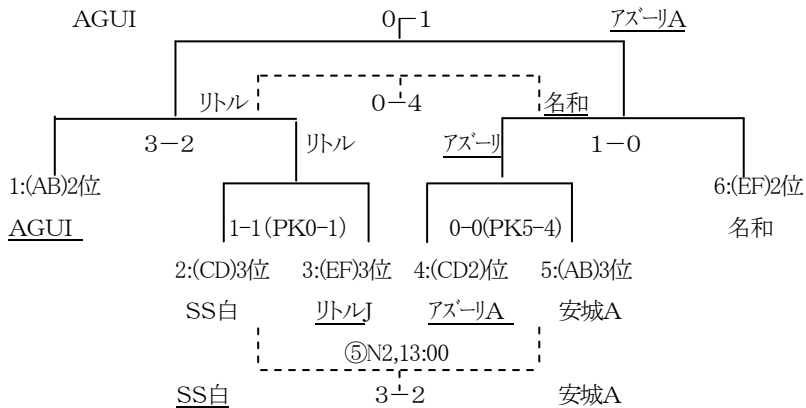 AGUI 0-1 ｱｽﾞｰﾘA
ﾘﾄﾙ 0-4 名和
3-2 ﾘﾄﾙ ｱｽﾞｰﾘ 1-0
1:(AB)2位 6:(EF)2位
AGUI 1-1(PK0-1) 0-0(PK5-4) 名和
2:(CD)3位 3:(EF)3位 4:(CD2)位 5:(AB)3位
SS白 ﾘﾄﾙJ ｱｽﾞｰﾘA 安城A
⑤N2,13:00
SS白 3-2 安城A